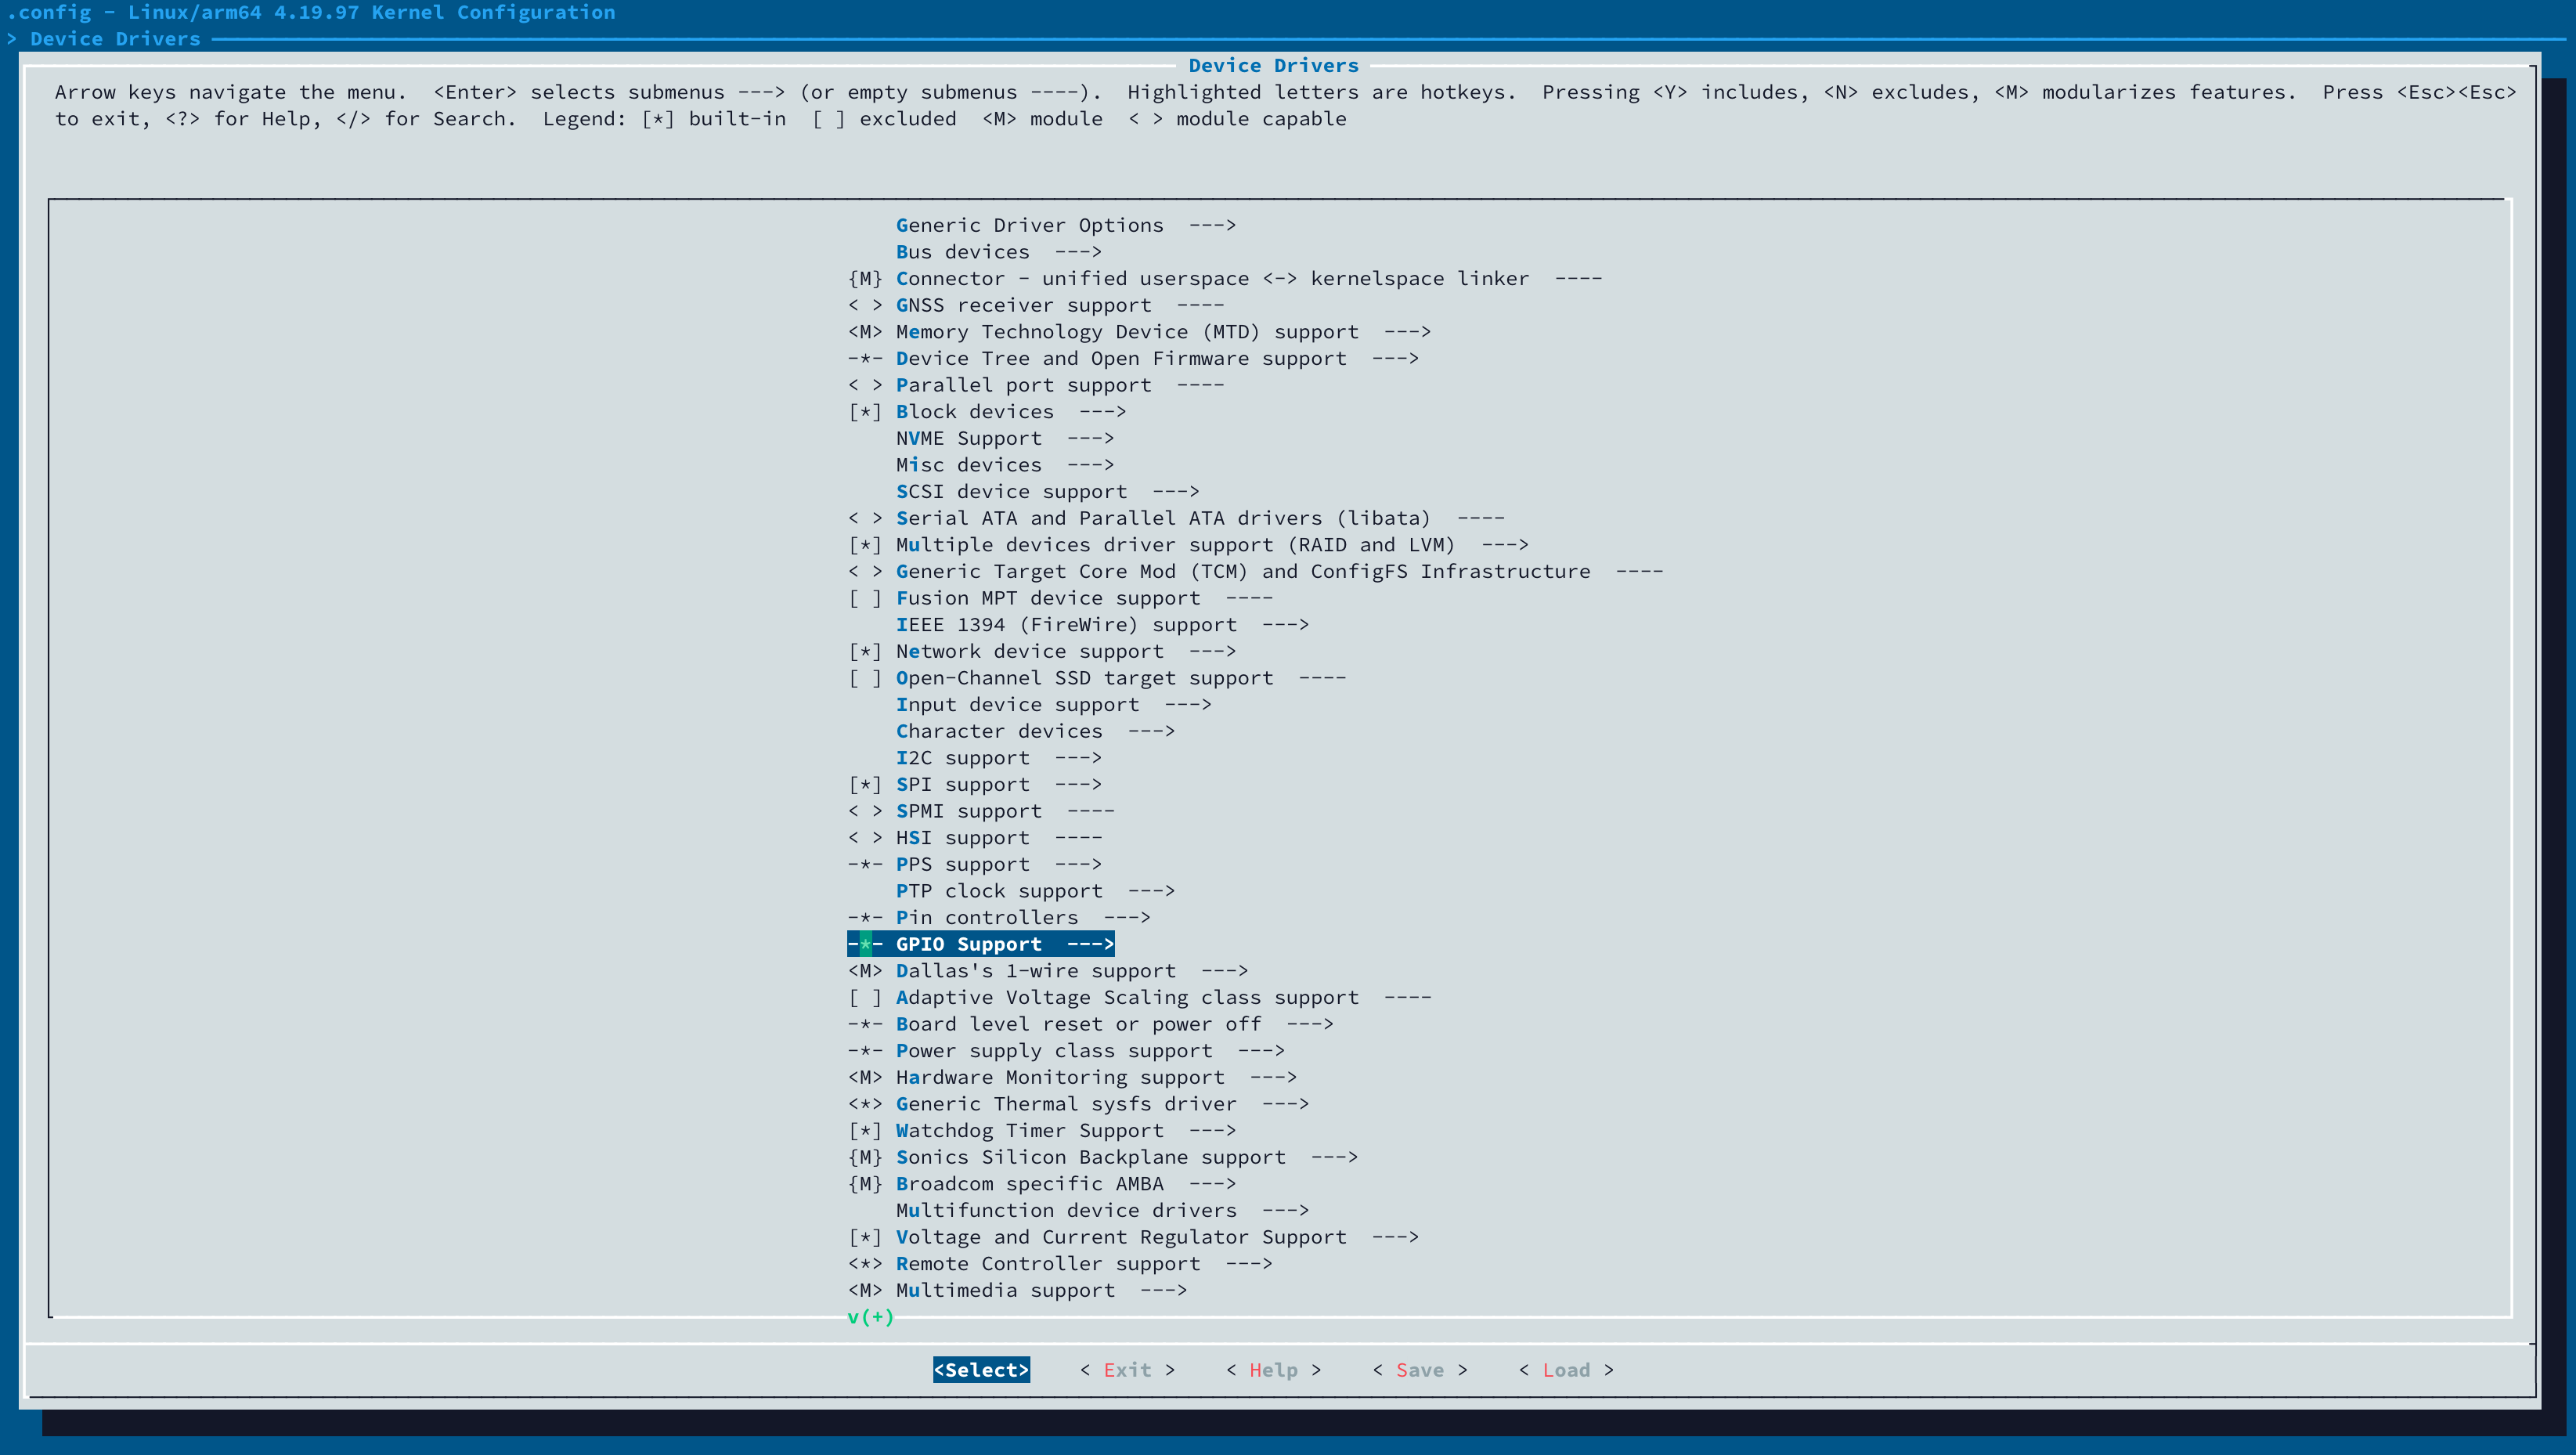 .config - Linux/arm64 4.19.97 Kernel Configuration
> Device Drivers
Device Drivers
Arrow keys navigate the menu.  <Enter> selects submenus ---> (or empty submenus ----).  Highlighted letters are hotkeys.  Pressing <Y> includes, <N> excludes, <M> modularizes features.  Press <Esc><Esc>
to exit, <?> for Help, </> for Search.  Legend: [*] built-in  [ ] excluded  <M> module  < > module capable
Generic Driver Options  --->
Bus devices  --->
{M} Connector - unified userspace <-> kernelspace linker  ----
< > GNSS receiver support  ----
<M> Memory Technology Device (MTD) support  --->
-*- Device Tree and Open Firmware support  --->
< > Parallel port support  ----
[*] Block devices  --->
NVME Support  --->
Misc devices  --->
SCSI device support  --->
< > Serial ATA and Parallel ATA drivers (libata)  ----
[*] Multiple devices driver support (RAID and LVM)  --->
< > Generic Target Core Mod (TCM) and ConfigFS Infrastructure  ----
[ ] Fusion MPT device support  ----
IEEE 1394 (FireWire) support  --->
[*] Network device support  --->
[ ] Open-Channel SSD target support  ----
Input device support  --->
Character devices  --->
I2C support  --->
[*] SPI support  --->
< > SPMI support  ----
< > HSI support  ----
-*- PPS support  --->
PTP clock support  --->
-*- Pin controllers  --->
-*- GPIO Support  --->
<M> Dallas's 1-wire support  --->
[ ] Adaptive Voltage Scaling class support  ----
-*- Board level reset or power off  --->
-*- Power supply class support  --->
<M> Hardware Monitoring support  --->
<*> Generic Thermal sysfs driver  --->
[*] Watchdog Timer Support  --->
{M} Sonics Silicon Backplane support  --->
{M} Broadcom specific AMBA  --->
Multifunction device drivers  --->
[*] Voltage and Current Regulator Support  --->
<*> Remote Controller support  --->
<M> Multimedia support  --->
v(+)
<Select>    < Exit >    < Help >    < Save >    < Load >